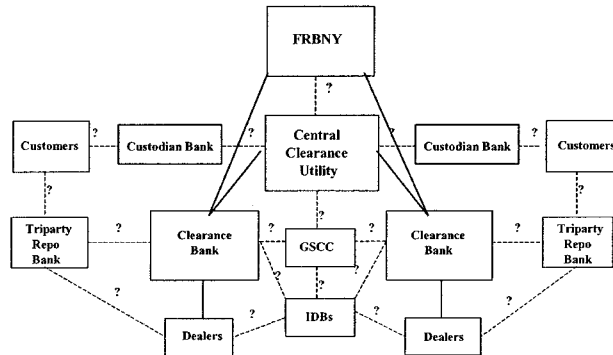 FRBNY
?
Central
Clearance
Utility
?
?
?
?
Customers
Custodian Bank
Custodian Bank
Customers
?
?
?
Triparty
Repo
Bank
?
Clearance
Bank
?
GSCC
?
Clearance
Bank
?
Triparty
Repo
Bank
?
?
?
?
?
IDBs
?
?
Dealers
Dealers